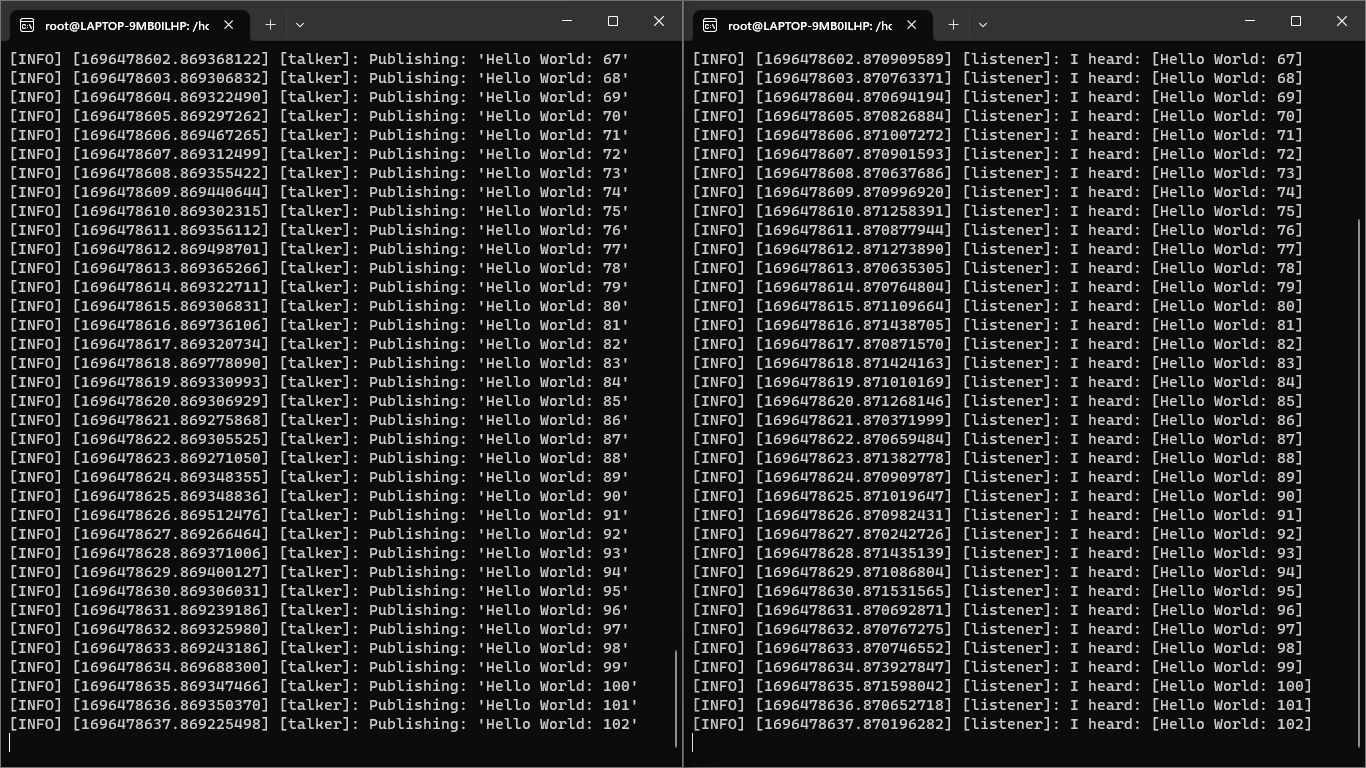 root@LAPTOP-9MB0ILHP: /hc
[INFO] [1696478602.869368122] [talker]: Publishing: 'Hello World: 67'
[INFO] [1696478603.869306832] [talker]: Publishing: 'Hello World: 68'
[INFO] [1696478604.869322490] [talker]: Publishing: 'Hello World: 69'
[INFO] [1696478605.869297262] [talker]: Publishing: 'Hello World: 70'
[INFO] [1696478606.869467265] [talker]: Publishing: 'Hello World: 71'
[INFO] [1696478607.869312499] [talker]: Publishing: 'Hello World: 72'
[INFO] [1696478608.869355422] [talker]: Publishing: 'Hello World: 73'
[INFO] [1696478609.869440644] [talker]: Publishing: 'Hello World: 74'
[INFO] [1696478610.869302315] [talker]: Publishing: 'Hello World: 75'
[INFO] [1696478611.869356112] [talker]: Publishing: 'Hello World: 76'
[INFO] [1696478612.869498701] [talker]: Publishing: 'Hello World: 77'
[INFO] [1696478613.869365266] [talker]: Publishing: 'Hello World: 78'
[INFO] [1696478614.869322711] [talker]: Publishing: 'Hello World: 79'
[INFO] [1696478615.869306831] [talker]: Publishing: 'Hello World: 80'
[INFO] [1696478616.869736106] [talker]: Publishing: 'Hello World: 81'
[INFO] [1696478617.869320734] [talker]: Publishing: 'Hello World: 82'
[INFO] [1696478618.869778090] [talker]: Publishing: 'Hello World: 83'
[INFO] [1696478619.869330993] [talker]: Publishing: 'Hello World: 84'
[INFO] [1696478620.869306929] [talker]: Publishing: 'Hello World: 85'
[INFO] [1696478621.869275868] [talker]: Publishing: 'Hello World: 86'
[INFO] [1696478622.869305525] [talker]: Publishing: 'Hello World: 87'
[INFO] [1696478623.869271050] [talker]: Publishing: 'Hello World: 88'
[INFO] [1696478624.869348355] [talker]: Publishing: 'Hello World: 89'
[INFO] [1696478625.869348836] [talker]: Publishing: 'Hello World: 90'
[INFO] [1696478626.869512476] [talker]: Publishing: 'Hello World: 91'
[INFO] [1696478627.869266464] [talker]: Publishing: 'Hello World: 92'
[INFO] [1696478628.869371006] [talker]: Publishing: 'Hello World: 93'
[INFO] [1696478629.869400127] [talker]: Publishing: 'Hello World: 94'
[INFO] [1696478630.869306031] [talker]: Publishing: 'Hello World: 95'
[INFO] [1696478631.869239186] [talker]: Publishing: 'Hello World: 96'
[INFO] [1696478632.869325980] [talker]: Publishing: 'Hello World: 97'
[INFO] [1696478633.869243186] [talker]: Publishing: 'Hello World: 98'
[INFO] [1696478634.869688300] [talker]: Publishing: 'Hello World: 99'
[INFO] [1696478635.869347466] [talker]: Publishing: 'Hello World: 100'
[INFO] [1696478636.869350370] [talker]: Publishing: 'Hello World: 101'
[INFO] [1696478637.869225498] [talker]: Publishing: 'Hello World: 102'
root@LAPTOP-9MB0ILHP: /hc
[INFO] [1696478602.870909589] [listener]: I heard: [Hello World: 67]
[INFO] [1696478603.870763371] [listener]: I heard: [Hello World: 68]
[INFO] [1696478604.870694194] [listener]: I heard: [Hello World: 69]
[INFO] [1696478605.870826884] [listener]: I heard: [Hello World: 70]
[INFO] [1696478606.871007272] [listener]: I heard: [Hello World: 71]
[INFO] [1696478607.870901593] [listener]: I heard: [Hello World: 72]
[INFO] [1696478608.870637686] [listener]: I heard: [Hello World: 73]
[INFO] [1696478609.870996920] [listener]: I heard: [Hello World: 74]
[INFO] [1696478610.871258391] [listener]: I heard: [Hello World: 75]
[INFO] [1696478611.870877944] [listener]: I heard: [Hello World: 76]
[INFO] [1696478612.871273890] [listener]: I heard: [Hello World: 77]
[INFO] [1696478613.870635305] [listener]: I heard: [Hello World: 78]
[INFO] [1696478614.870764804] [listener]: I heard: [Hello World: 79]
[INFO] [1696478615.871109664] [listener]: I heard: [Hello World: 80]
[INFO] [1696478616.871438705] [listener]: I heard: [Hello World: 81]
[INFO] [1696478617.870871570] [listener]: I heard: [Hello World: 82]
[INFO] [1696478618.871424163] [listener]: I heard: [Hello World: 83]
[INFO] [1696478619.871010169] [listener]: I heard: [Hello World: 84]
[INFO] [1696478620.871268146] [listener]: I heard: [Hello World: 85]
[INFO] [1696478621.870371999] [listener]: I heard: [Hello World: 86]
[INFO] [1696478622.870659484] [listener]: I heard: [Hello World: 87]
[INFO] [1696478623.871382778] [listener]: I heard: [Hello World: 88]
[INFO] [1696478624.870909787] [listener]: I heard: [Hello World: 89]
[INFO] [1696478625.871019647] [listener]: I heard: [Hello World: 90]
[INFO] [1696478626.870982431] [listener]: I heard: [Hello World: 91]
[INFO] [1696478627.870242726] [listener]: I heard: [Hello World: 92]
[INFO] [1696478628.871435139] [listener]: I heard: [Hello World: 93]
[INFO] [1696478629.871086804] [listener]: I heard: [Hello World: 94]
[INFO] [1696478630.871531565] [listener]: I heard: [Hello World: 95]
[INFO] [1696478631.870692871] [listener]: I heard: [Hello World: 96]
[INFO] [1696478632.870767275] [listener]: I heard: [Hello World: 97]
[INFO] [1696478633.870746552] [listener]: I heard: [Hello World: 98]
[INFO] [1696478634.873927847] [listener]: I heard: [Hello World: 99]
[INFO] [1696478635.871598042] [listener]: I heard: [Hello World: 100]
[INFO] [1696478636.870652718] [listener]: I heard: [Hello World: 101]
[INFO] [1696478637.870196282] [listener]: I heard: [Hello World: 102]